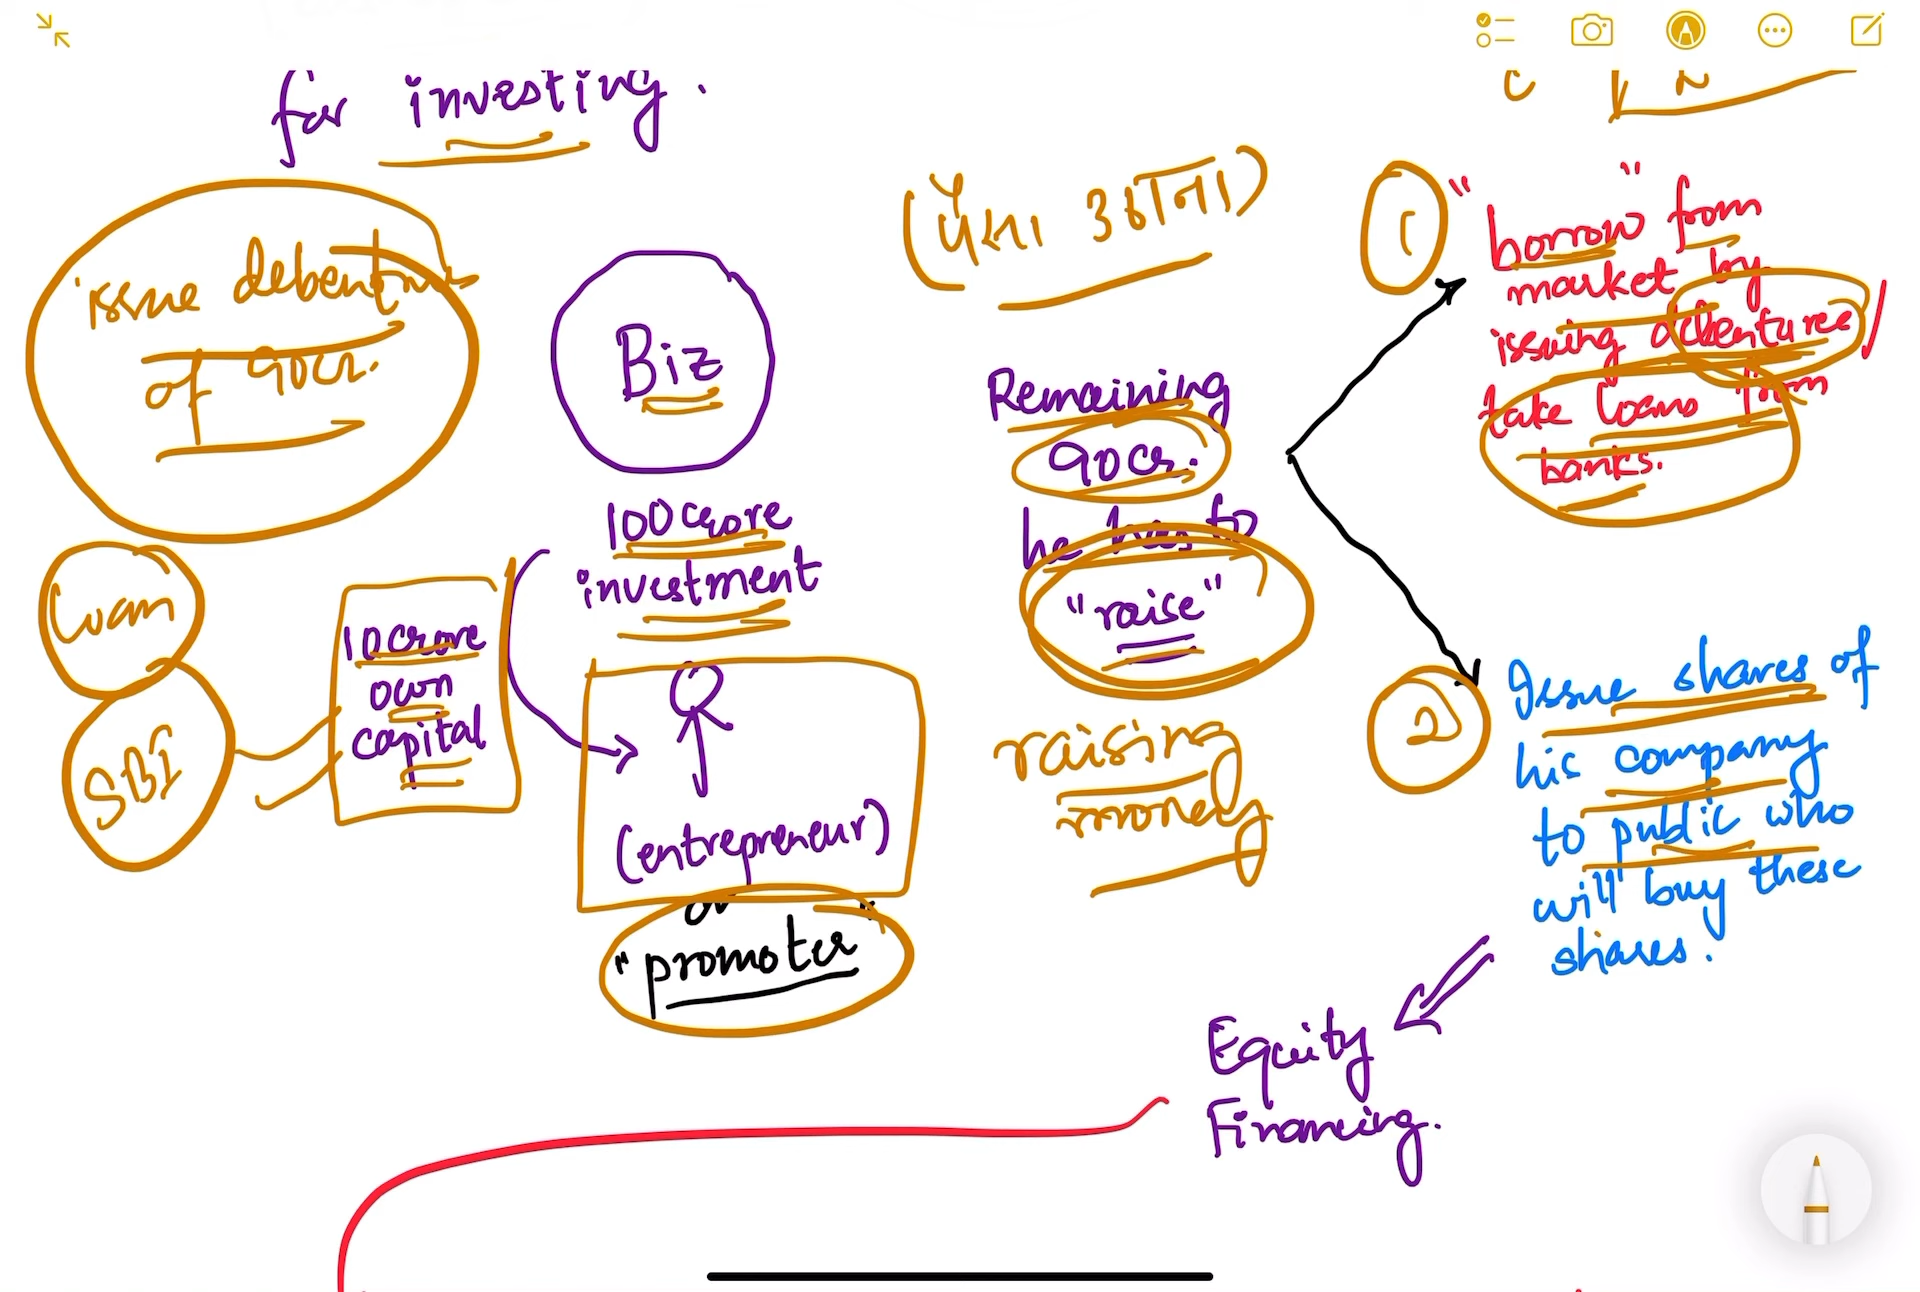 for investing.
issue debentures
of 90cr.
Loan
SBI
10 crore
own
capital
Biz
100 crore
investment
(entrepreneur)
or
"promoter"
(पैसा उठाना)
Remaining
90 cr.
he has to
"raise"
raising
money
1
"borrow" from
market by
issuing debentures/
take loans from
banks.
2
Issue shares of
his company
to public who
will buy these
shares.
Equity
Financing.